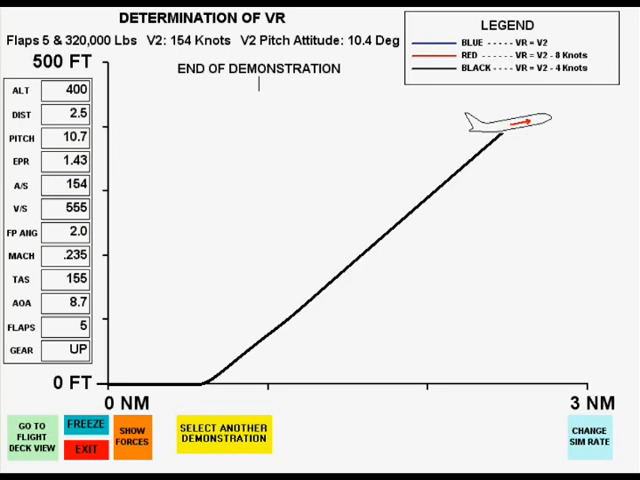 DETERMINATION OF VR
Flaps 5 & 320,000 Lbs V2: 154 Knots V2 Pitch Attitude: 10.4 Deg
LEGEND
BLUE ----- VR = V2
RED ------ VR = V2 - 8 Knots
BLACK ----- VR = V2 - 4 Knots
500 FT
END OF DEMONSTRATION
ALT 400
DIST 2.5
PITCH 10.7
EPR 1.43
A/S 154
V/S 555
FP ANG 2.0
MACH .235
TAS 155
AOA 8.7
FLAPS 5
GEAR UP
0 FT
0 NM
3 NM
GO TO
FLIGHT
DECK VIEW
FREEZE
EXIT
SHOW
FORCES
SELECT ANOTHER
DEMONSTRATION
CHANGE
SIM RATE